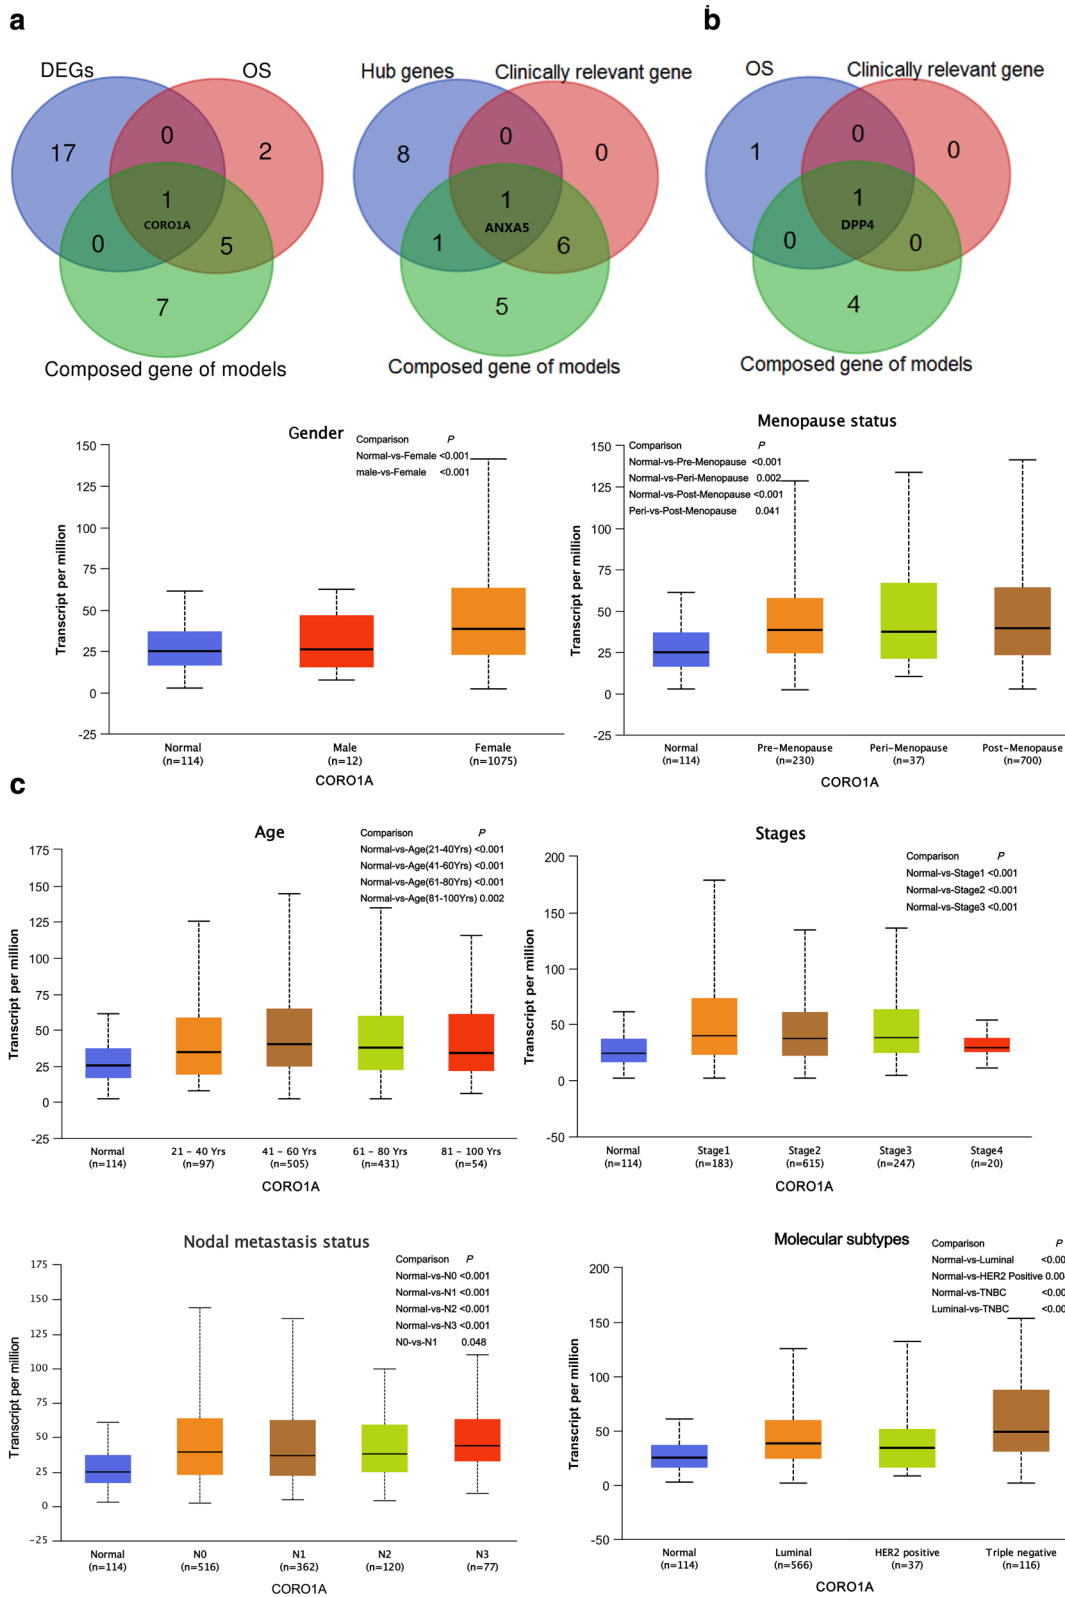 a
b
DEGs
OS
17
0
2
1
CORO1A
0
5
7
Composed gene of models
Hub genes
Clinically relevant gene
8
0
0
1
ANXA5
1
6
5
Composed gene of models
OS
Clinically relevant gene
1
0
0
1
DPP4
0
0
4
Composed gene of models
Gender
Comparison P
Normal-vs-Female <0.001
male-vs-Female <0.001
Transcript per million
150
125
100
75
50
25
0
-25
Normal
(n=114)
Male
(n=12)
Female
(n=1075)
CORO1A
Menopause status
Comparison P
Normal-vs-Pre-Menopause <0.001
Normal-vs-Peri-Menopause 0.002
Normal-vs-Post-Menopause <0.001
Peri-vs-Post-Menopause 0.041
Transcript per million
150
125
100
75
50
25
0
-25
Normal
(n=114)
Pre-Menopause
(n=230)
Peri-Menopause
(n=37)
Post-Menopause
(n=700)
CORO1A
c
Age
Comparison P
Normal-vs-Age(21-40Yrs) <0.001
Normal-vs-Age(41-60Yrs) <0.001
Normal-vs-Age(61-80Yrs) <0.001
Normal-vs-Age(81-100Yrs) 0.002
Transcript per million
175
150
125
100
75
50
25
0
-25
Normal
(n=114)
21 - 40 Yrs
(n=97)
41 - 60 Yrs
(n=505)
61 - 80 Yrs
(n=431)
81 - 100 Yrs
(n=54)
CORO1A
Stages
Comparison P
Normal-vs-Stage1 <0.001
Normal-vs-Stage2 <0.001
Normal-vs-Stage3 <0.001
Transcript per million
200
150
100
50
0
-50
Normal
(n=114)
Stage1
(n=183)
Stage2
(n=615)
Stage3
(n=247)
Stage4
(n=20)
CORO1A
Nodal metastasis status
Comparison P
Normal-vs-N0 <0.001
Normal-vs-N1 <0.001
Normal-vs-N2 <0.001
Normal-vs-N3 <0.001
N0-vs-N1 0.048
Transcript per million
175
150
125
100
75
50
25
0
-25
Normal
(n=114)
N0
(n=516)
N1
(n=362)
N2
(n=120)
N3
(n=77)
CORO1A
Molecular subtypes
Comparison P
Normal-vs-Luminal <0.00
Normal-vs-HER2 Positive 0.00
Normal-vs-TNBC <0.00
Luminal-vs-TNBC <0.00
Transcript per million
200
150
100
50
0
-50
Normal
(n=114)
Luminal
(n=566)
HER2 positive
(n=37)
Triple negative
(n=116)
CORO1A